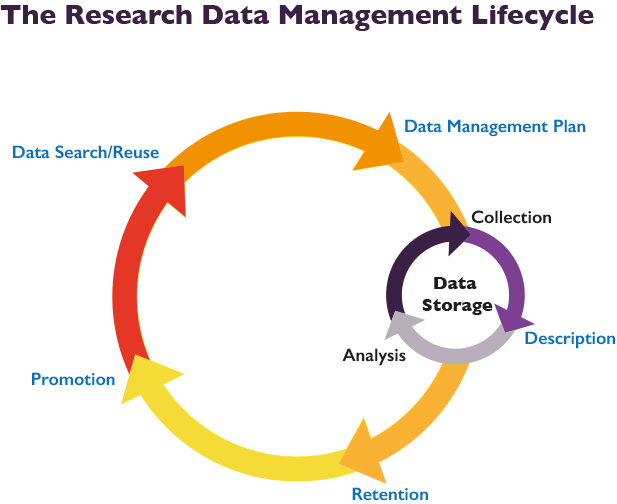 The Research Data Management Lifecycle
Data Management Plan
Data Search/Reuse
Collection
Data
Storage
Description
Analysis
Promotion
Retention